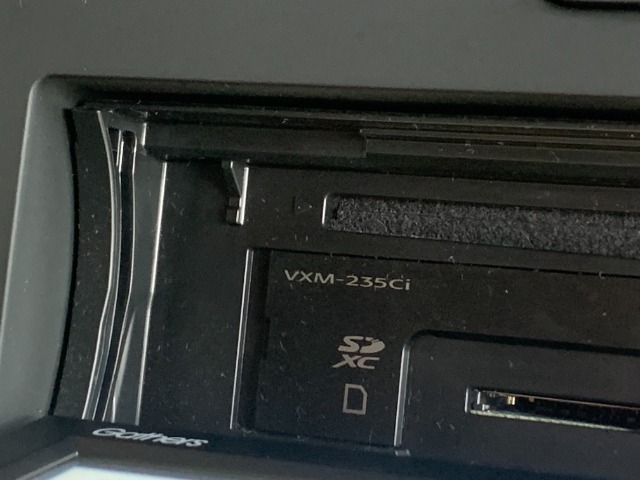 VXM-235Ci
SD
XC
Gathers